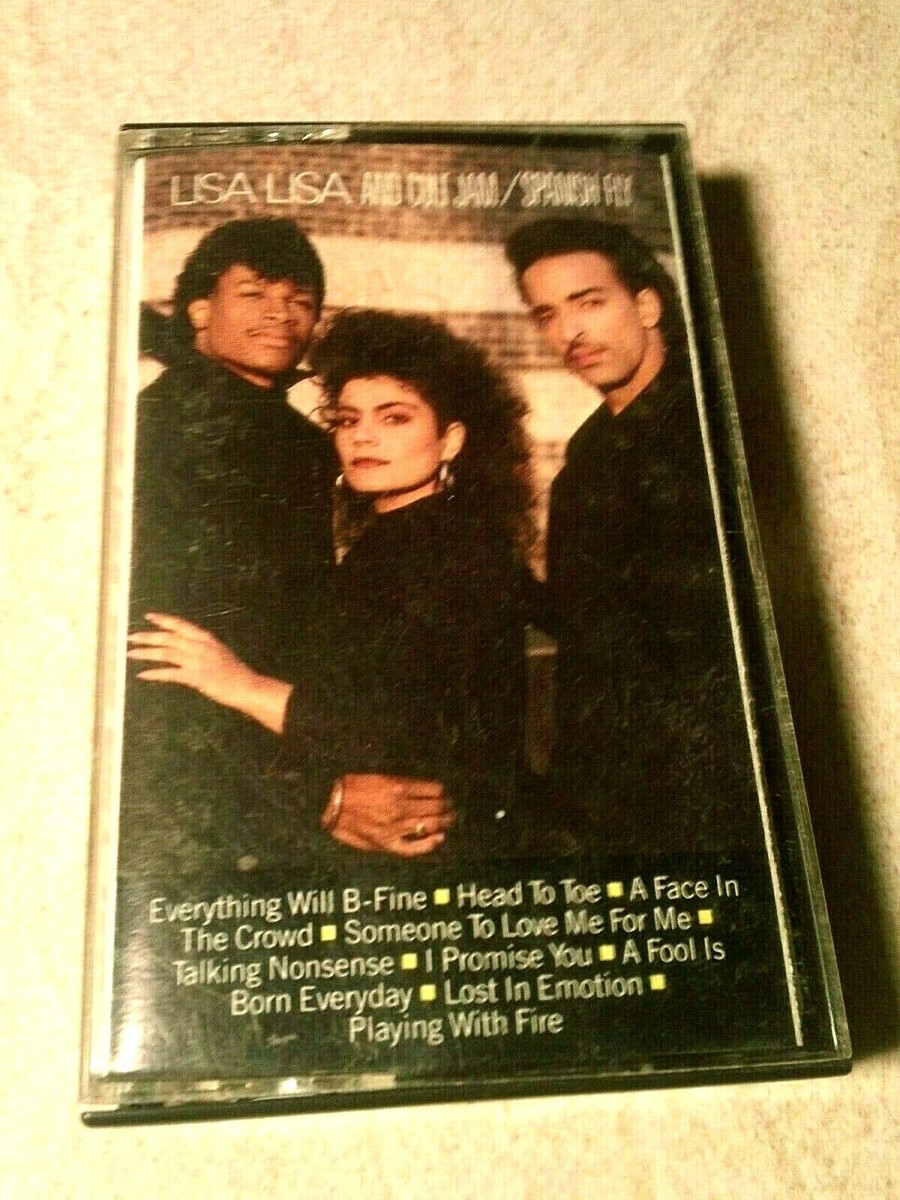 LISA LISA AND CULT JAM / SPANISH FLY
Everything Will B-Fine ■ Head To Toe ■ A Face In
The Crowd ■ Someone To Love Me For Me ■
Talking Nonsense ■ I Promise You ■ A Fool Is
Born Everyday ■ Lost In Emotion ■
Playing With Fire